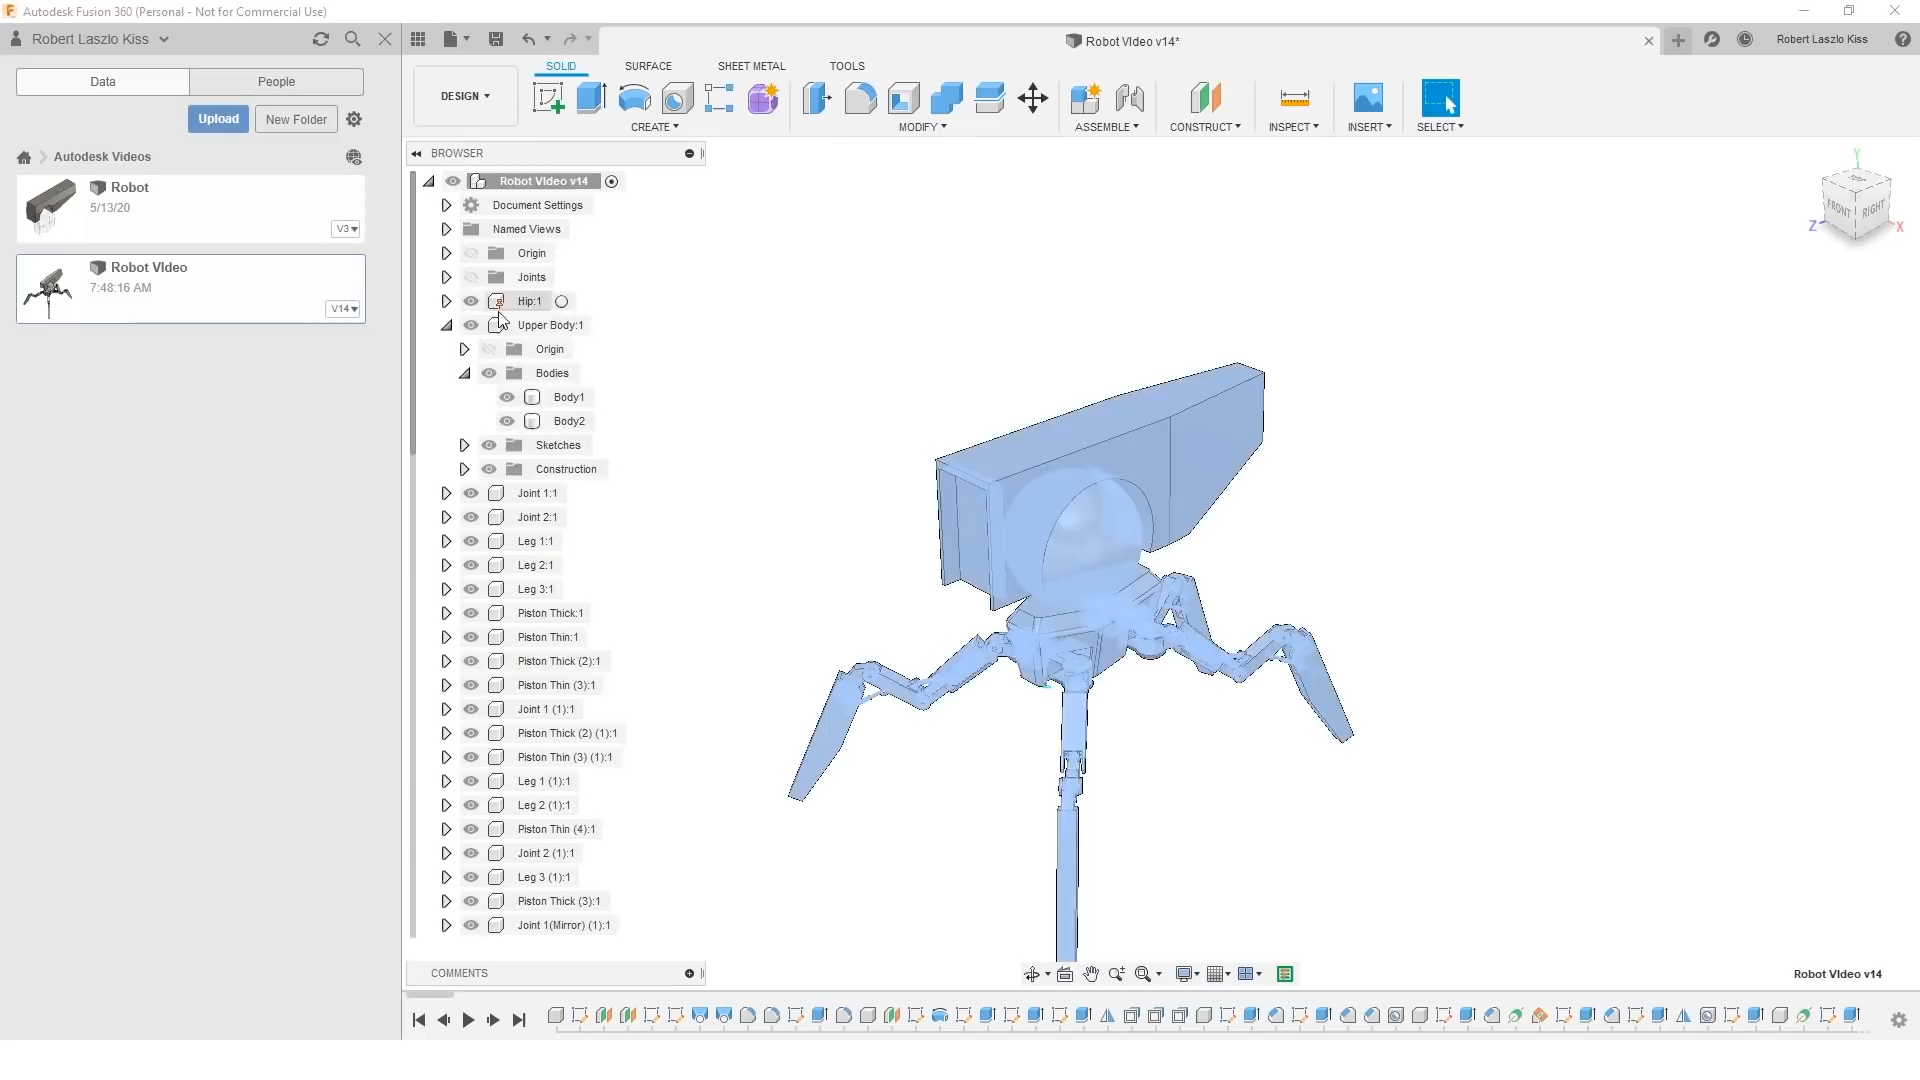 Autodesk Fusion 360 (Personal - Not for Commercial Use)
Robert Laszlo Kiss
Robot VIdeo v14*
Robert Laszlo Kiss
Data
People
Upload
New Folder
Autodesk Videos
Robot
5/13/20
V3
Robot VIdeo
7:48:16 AM
V14
DESIGN
SOLID
SURFACE
SHEET METAL
TOOLS
CREATE
MODIFY
ASSEMBLE
CONSTRUCT
INSPECT
INSERT
SELECT
BROWSER
Robot VIdeo v14
Document Settings
Named Views
Origin
Joints
Hip:1
Upper Body:1
Origin
Bodies
Body1
Body2
Sketches
Construction
Joint 1:1
Joint 2:1
Leg 1:1
Leg 2:1
Leg 3:1
Piston Thick:1
Piston Thin:1
Piston Thick (2):1
Piston Thin (3):1
Joint 1 (1):1
Piston Thick (2) (1):1
Piston Thin (3) (1):1
Leg 1 (1):1
Leg 2 (1):1
Piston Thin (4):1
Joint 2 (1):1
Leg 3 (1):1
Piston Thick (3):1
Joint 1(Mirror) (1):1
Y
TOP
FRONT
RIGHT
Z
X
COMMENTS
Robot VIdeo v14